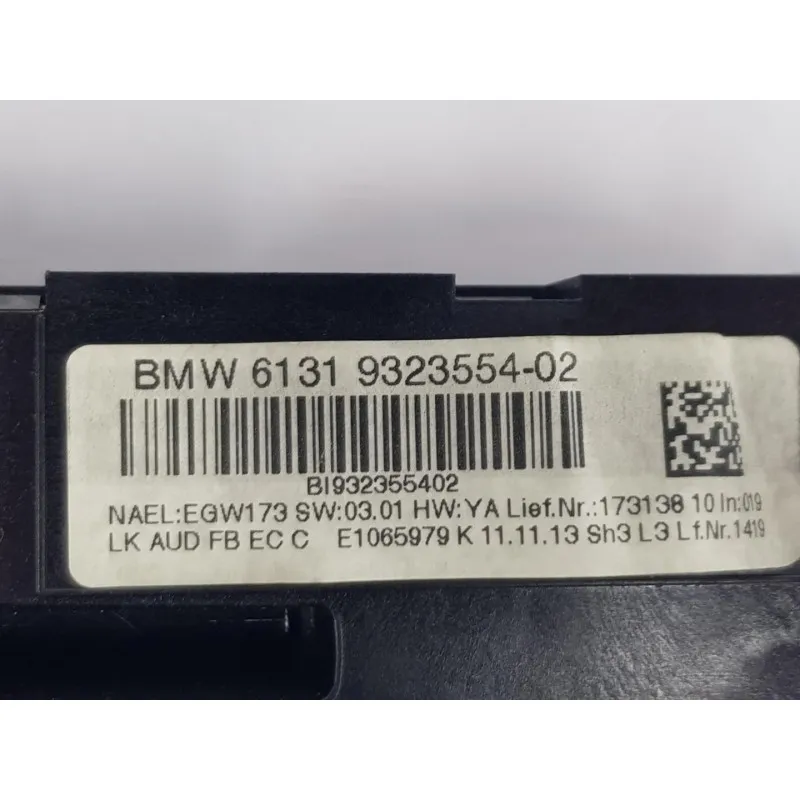 BMW 6131 9323554-02
BI932355402
NAEL:EGW173 SW:03.01 HW:YA Lief.Nr.:173138 10 In:019
LK AUD FB EC C E1065979 K 11.11.13 Sh3 L3 Lf.Nr.1419